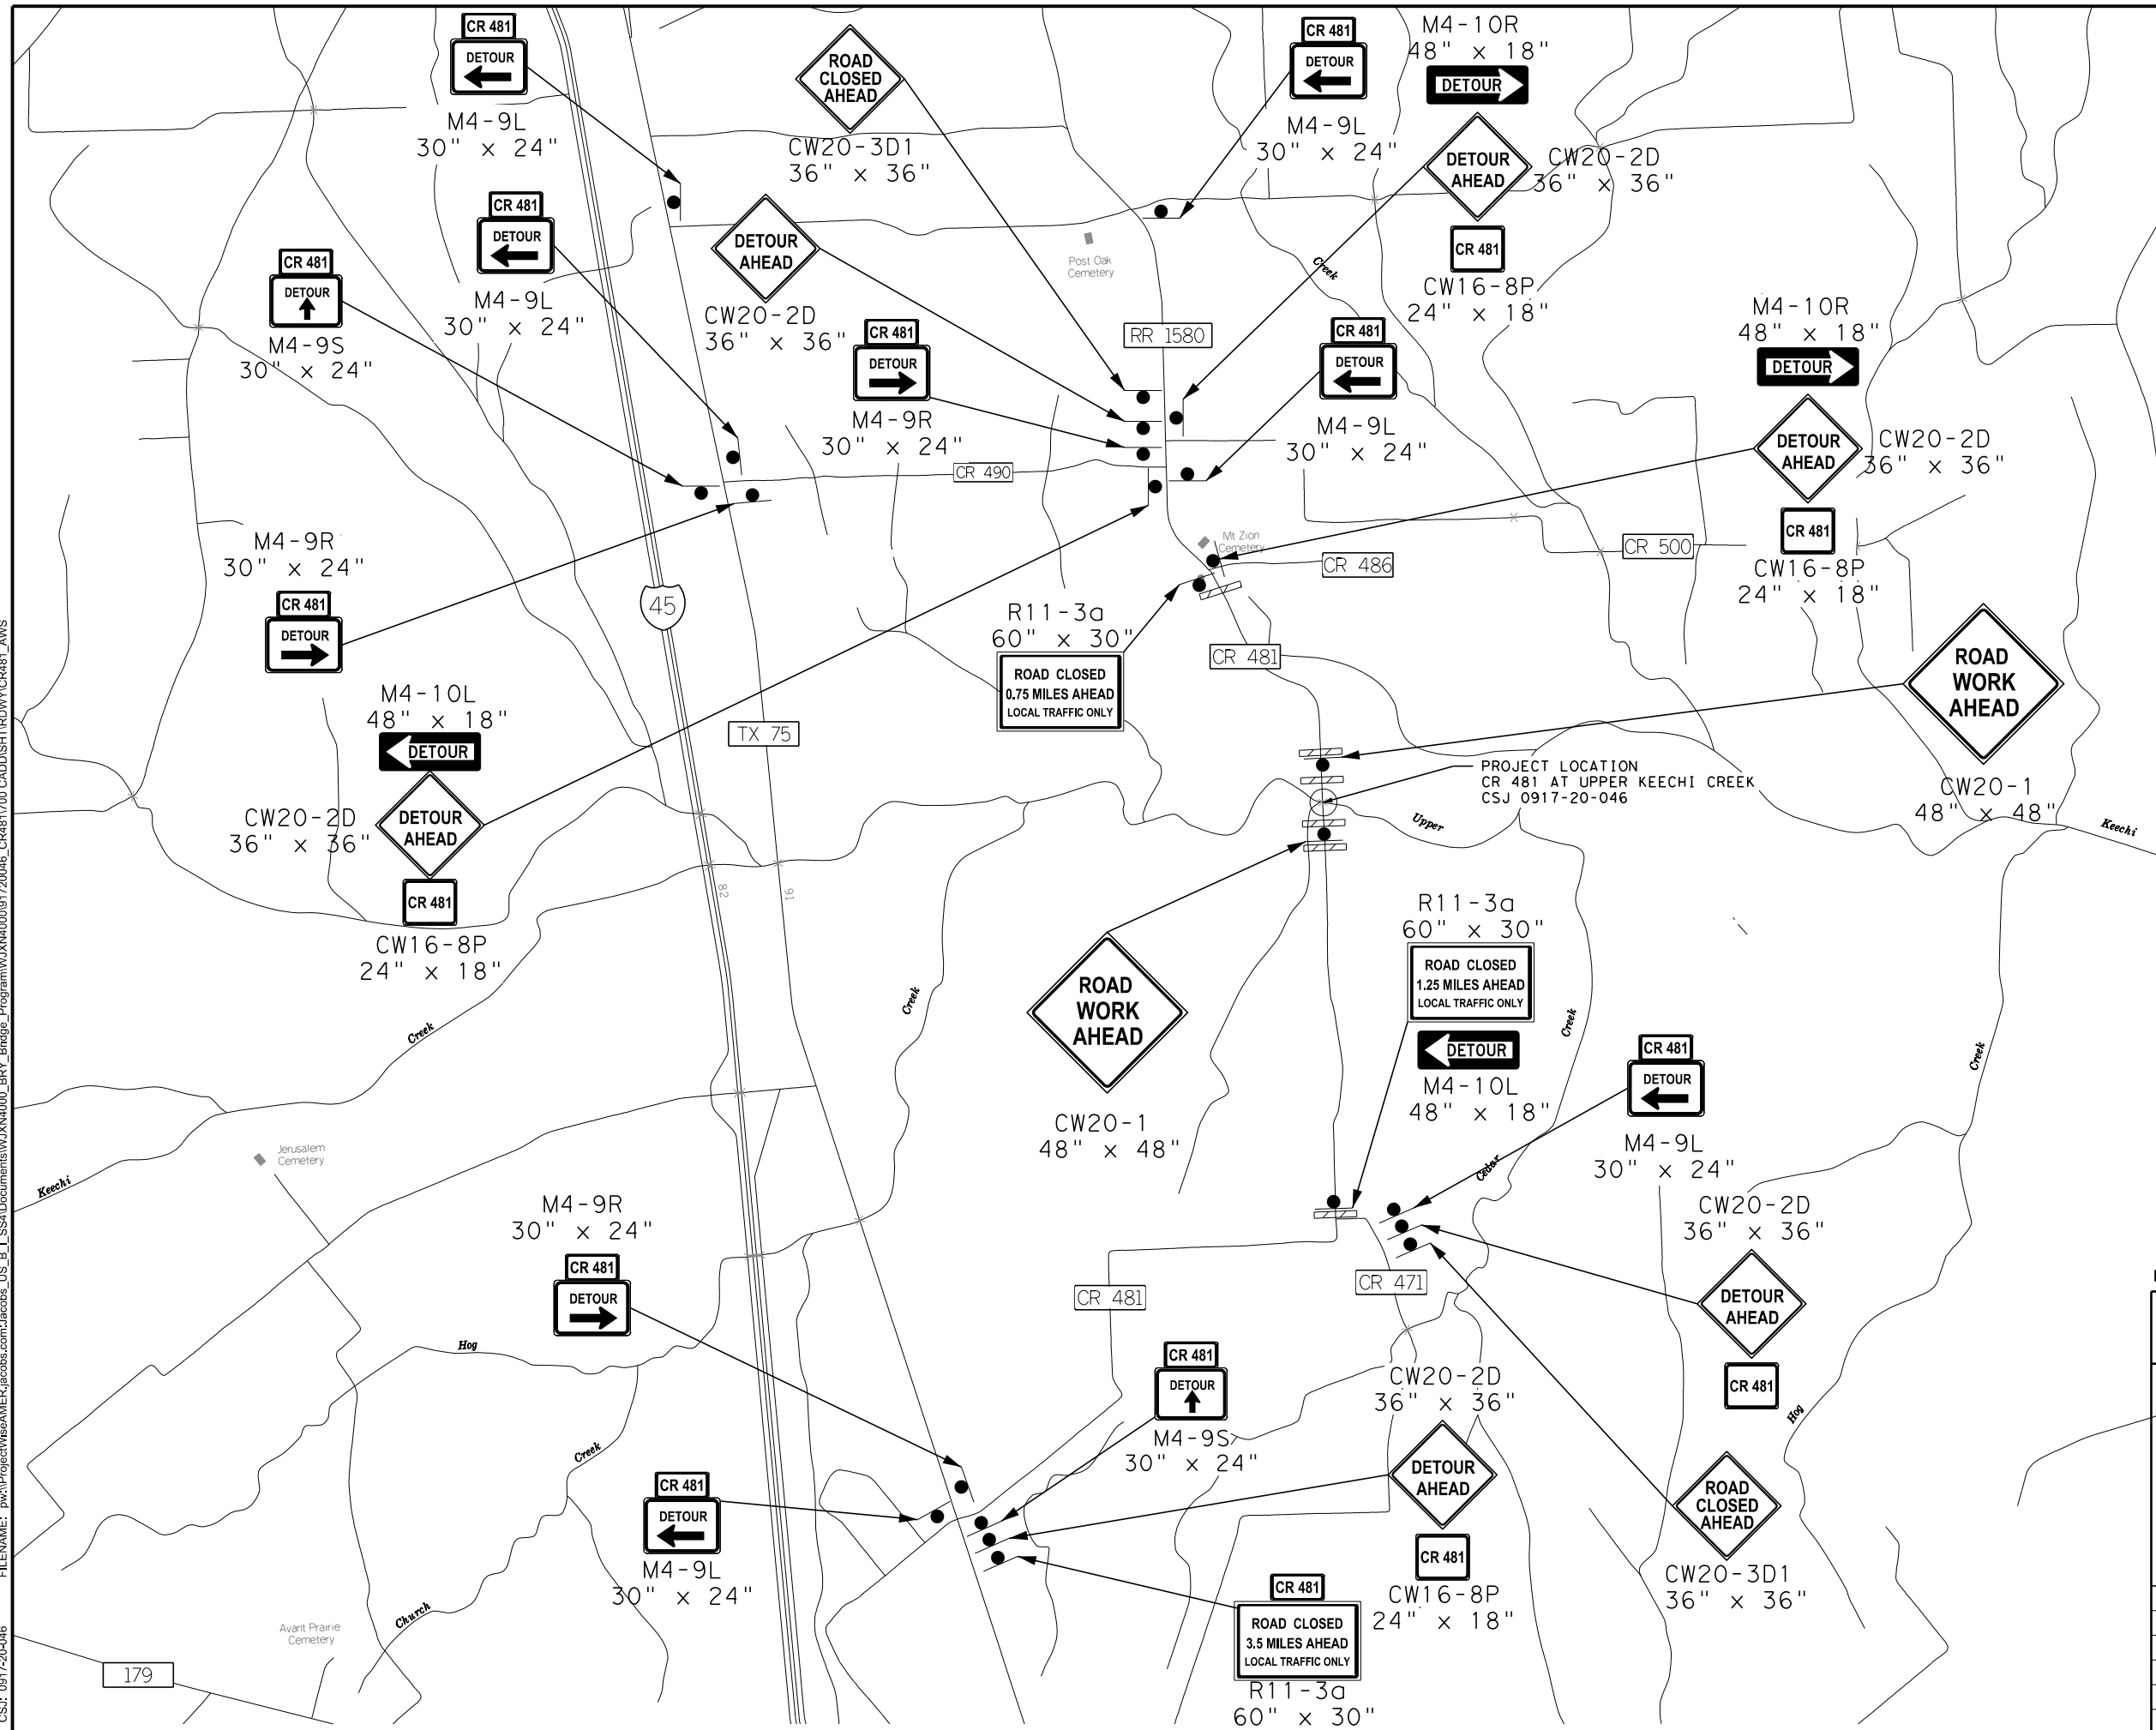 CR 481
DETOUR
M4-9L
30" x 24"
ROAD
CLOSED
AHEAD
CW20-3D1
36" x 36"
CR 481
DETOUR
M4-9L
30" x 24"
M4-10R
48" x 18"
DETOUR
DETOUR
AHEAD
CW20-2D
36" x 36"
CR 481
CW16-8P
24" x 18"
CR 481
DETOUR
M4-9L
30" x 24"
DETOUR
AHEAD
CW20-2D
36" x 36"
Post Oak
Cemetery
Creek
CR 481
DETOUR
M4-9S
30" x 24"
RR 1580
CR 481
DETOUR
M4-9R
30" x 24"
CR 481
DETOUR
M4-9L
30" x 24"
M4-10R
48" x 18"
DETOUR
DETOUR
AHEAD
CW20-2D
36" x 36"
CR 481
CW16-8P
24" x 18"
CR 490
Mt Zion
Cemetery
CR 486
CR 500
M4-9R
30" x 24"
CR 481
DETOUR
45
R11-3a
60" x 30"
ROAD CLOSED
0.75 MILES AHEAD
LOCAL TRAFFIC ONLY
CR 481
ROAD
WORK
AHEAD
CW20-1
48" x 48"
M4-10L
48" x 18"
DETOUR
CW20-2D
36" x 36"
DETOUR
AHEAD
CR 481
CW16-8P
24" x 18"
TX 75
PROJECT LOCATION
CR 481 AT UPPER KEECHI CREEK
CSJ 0917-20-046
Upper
Keechi
82
91
ROAD
WORK
AHEAD
CW20-1
48" x 48"
R11-3a
60" x 30"
ROAD CLOSED
1.25 MILES AHEAD
LOCAL TRAFFIC ONLY
DETOUR
M4-10L
48" x 18"
Creek
Creek
Creek
Creek
CR 481
DETOUR
M4-9L
30" x 24"
Cedar
CW20-2D
36" x 36"
DETOUR
AHEAD
CR 481
Jerusalem
Cemetery
Keechi
M4-9R
30" x 24"
CR 481
DETOUR
CR 481
CR 471
Hog
CR 481
DETOUR
M4-9S
30" x 24"
CW20-2D
36" x 36"
DETOUR
AHEAD
CR 481
CW16-8P
24" x 18"
Hog
ROAD
CLOSED
AHEAD
CW20-3D1
36" x 36"
Creek
CR 481
DETOUR
M4-9L
30" x 24"
Church
Avant Prairie
Cemetery
179
CR 481
ROAD CLOSED
3.5 MILES AHEAD
LOCAL TRAFFIC ONLY
R11-3a
60" x 30"
CSJ: 0917-20-046